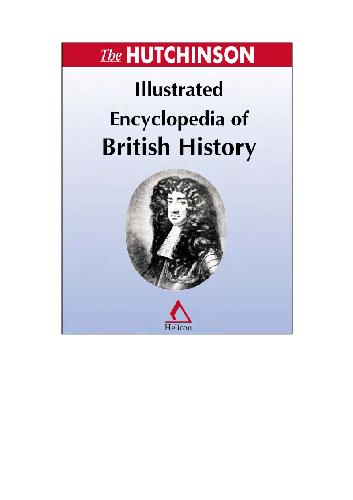 The HUTCHINSON
Illustrated
Encyclopedia of
British History
Helicon